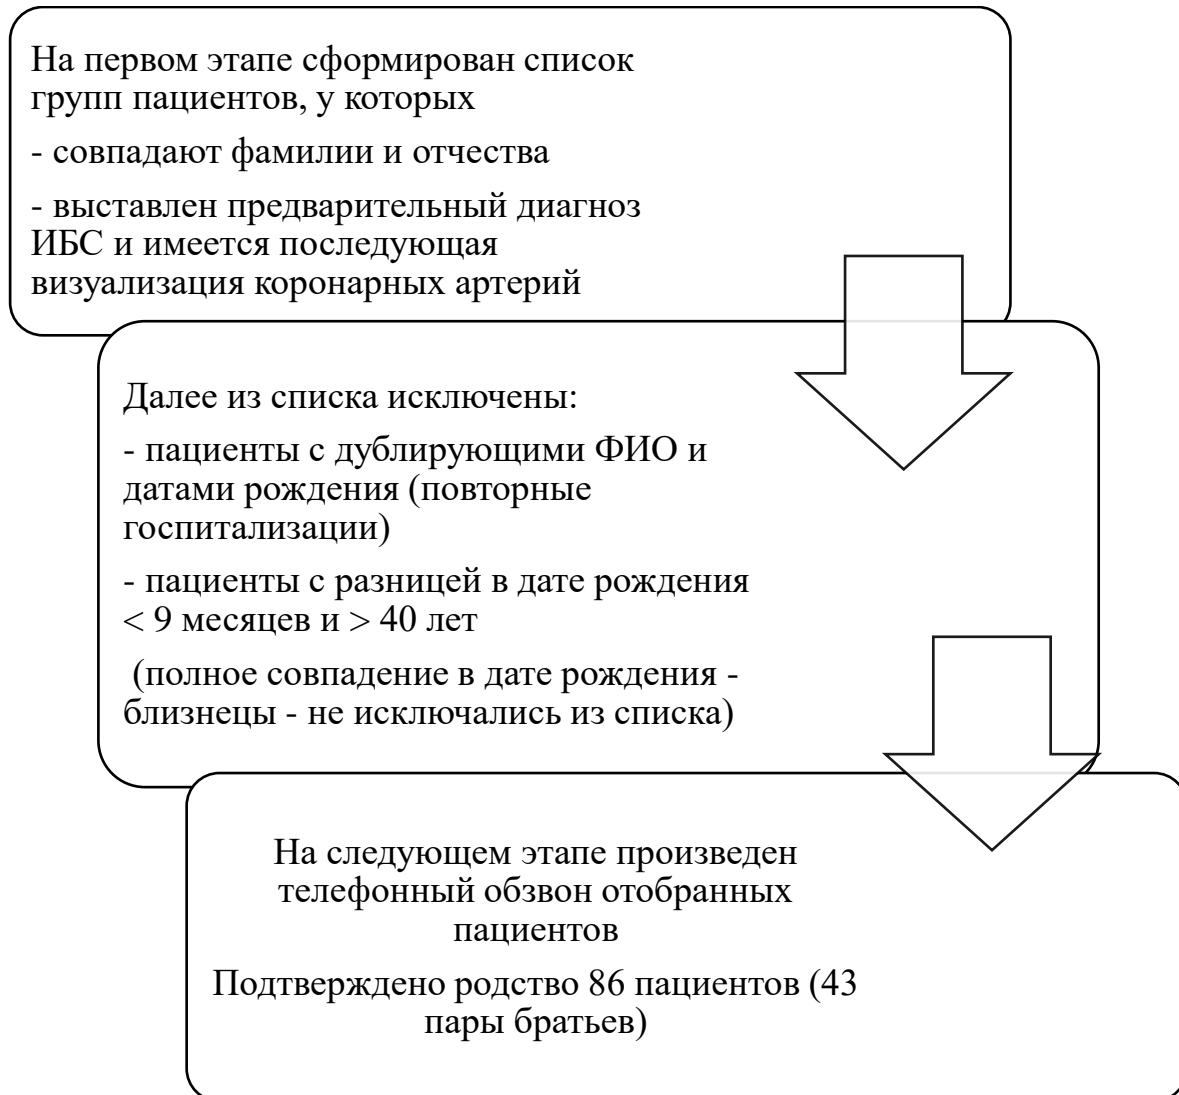 На первом этапе сформирован список
групп пациентов, у которых
- совпадают фамилии и отчества
- выставлен предварительный диагноз
ИБС и имеется последующая
визуализация коронарных артерий
Далее из списка исключены:
- пациенты с дублирующими ФИО и
датами рождения (повторные
госпитализации)
- пациенты с разницей в дате рождения
< 9 месяцев и > 40 лет
(полное совпадение в дате рождения -
близнецы - не исключались из списка)
На следующем этапе произведен
телефонный обзвон отобранных
пациентов
Подтверждено родство 86 пациентов (43
пары братьев)